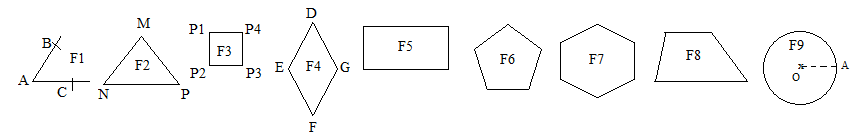 B F1 A C
M F2 N P
P1 P4 F3 P2 P3
D E F4 G F
F5
F6
F7
F8
F9 O A